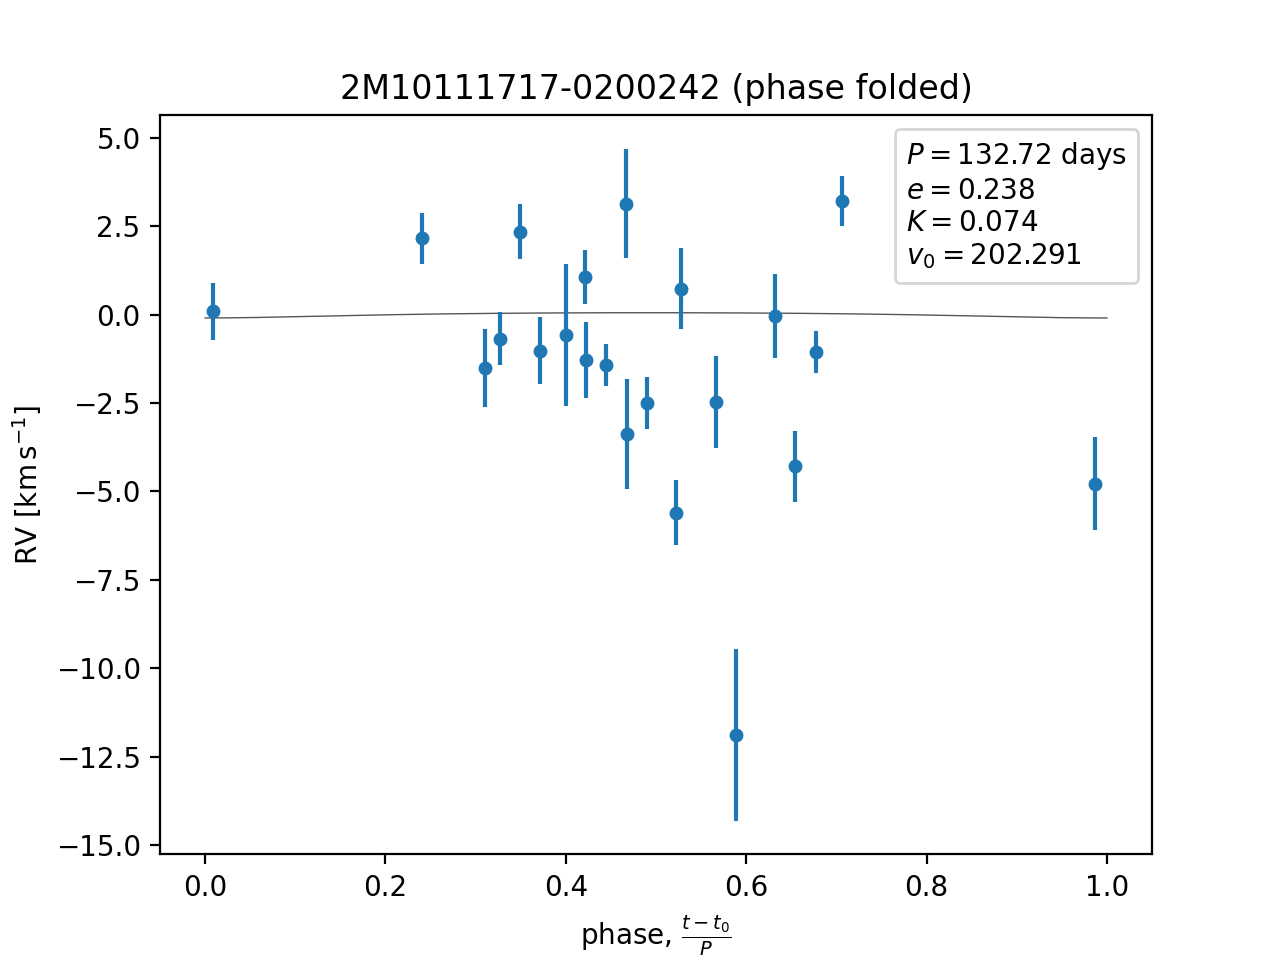 2M10111717-0200242 (phase folded)
P = 132.72 days
e = 0.238
K = 0.074
v₀ = 202.291
5.0
2.5
0.0
−2.5
−5.0
−7.5
−10.0
−12.5
−15.0
RV [km s⁻¹]
0.0 0.2 0.4 0.6 0.8 1.0
phase, (t − t₀)/P